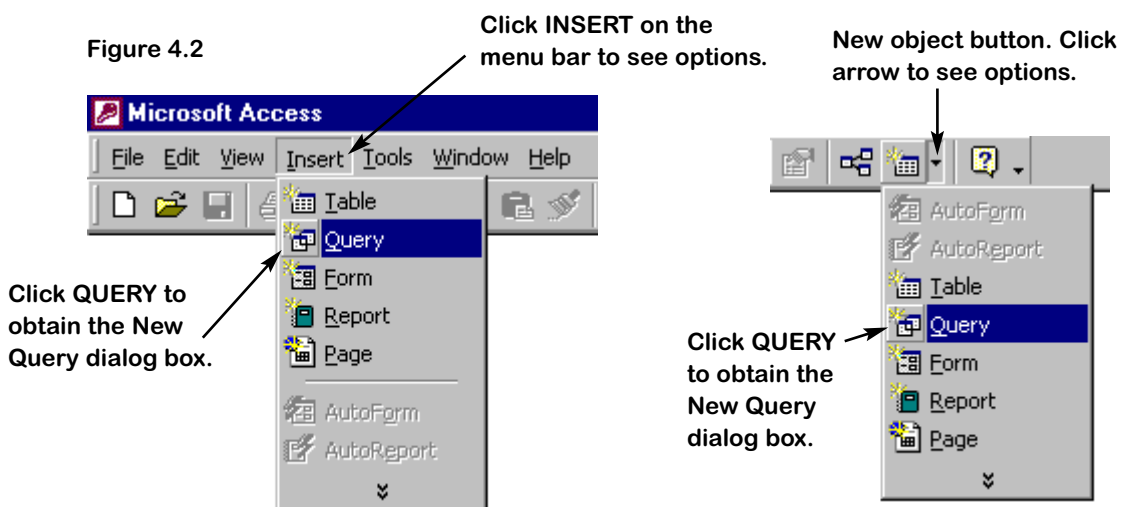 Figure 4.2
Click INSERT on the
menu bar to see options.
New object button. Click
arrow to see options.
Microsoft Access
File Edit View Insert Tools Window Help
Table
Query
Form
Report
Page
AutoForm
AutoReport
Click QUERY to
obtain the New
Query dialog box.
AutoForm
AutoReport
Table
Query
Form
Report
Page
Click QUERY
to obtain the
New Query
dialog box.